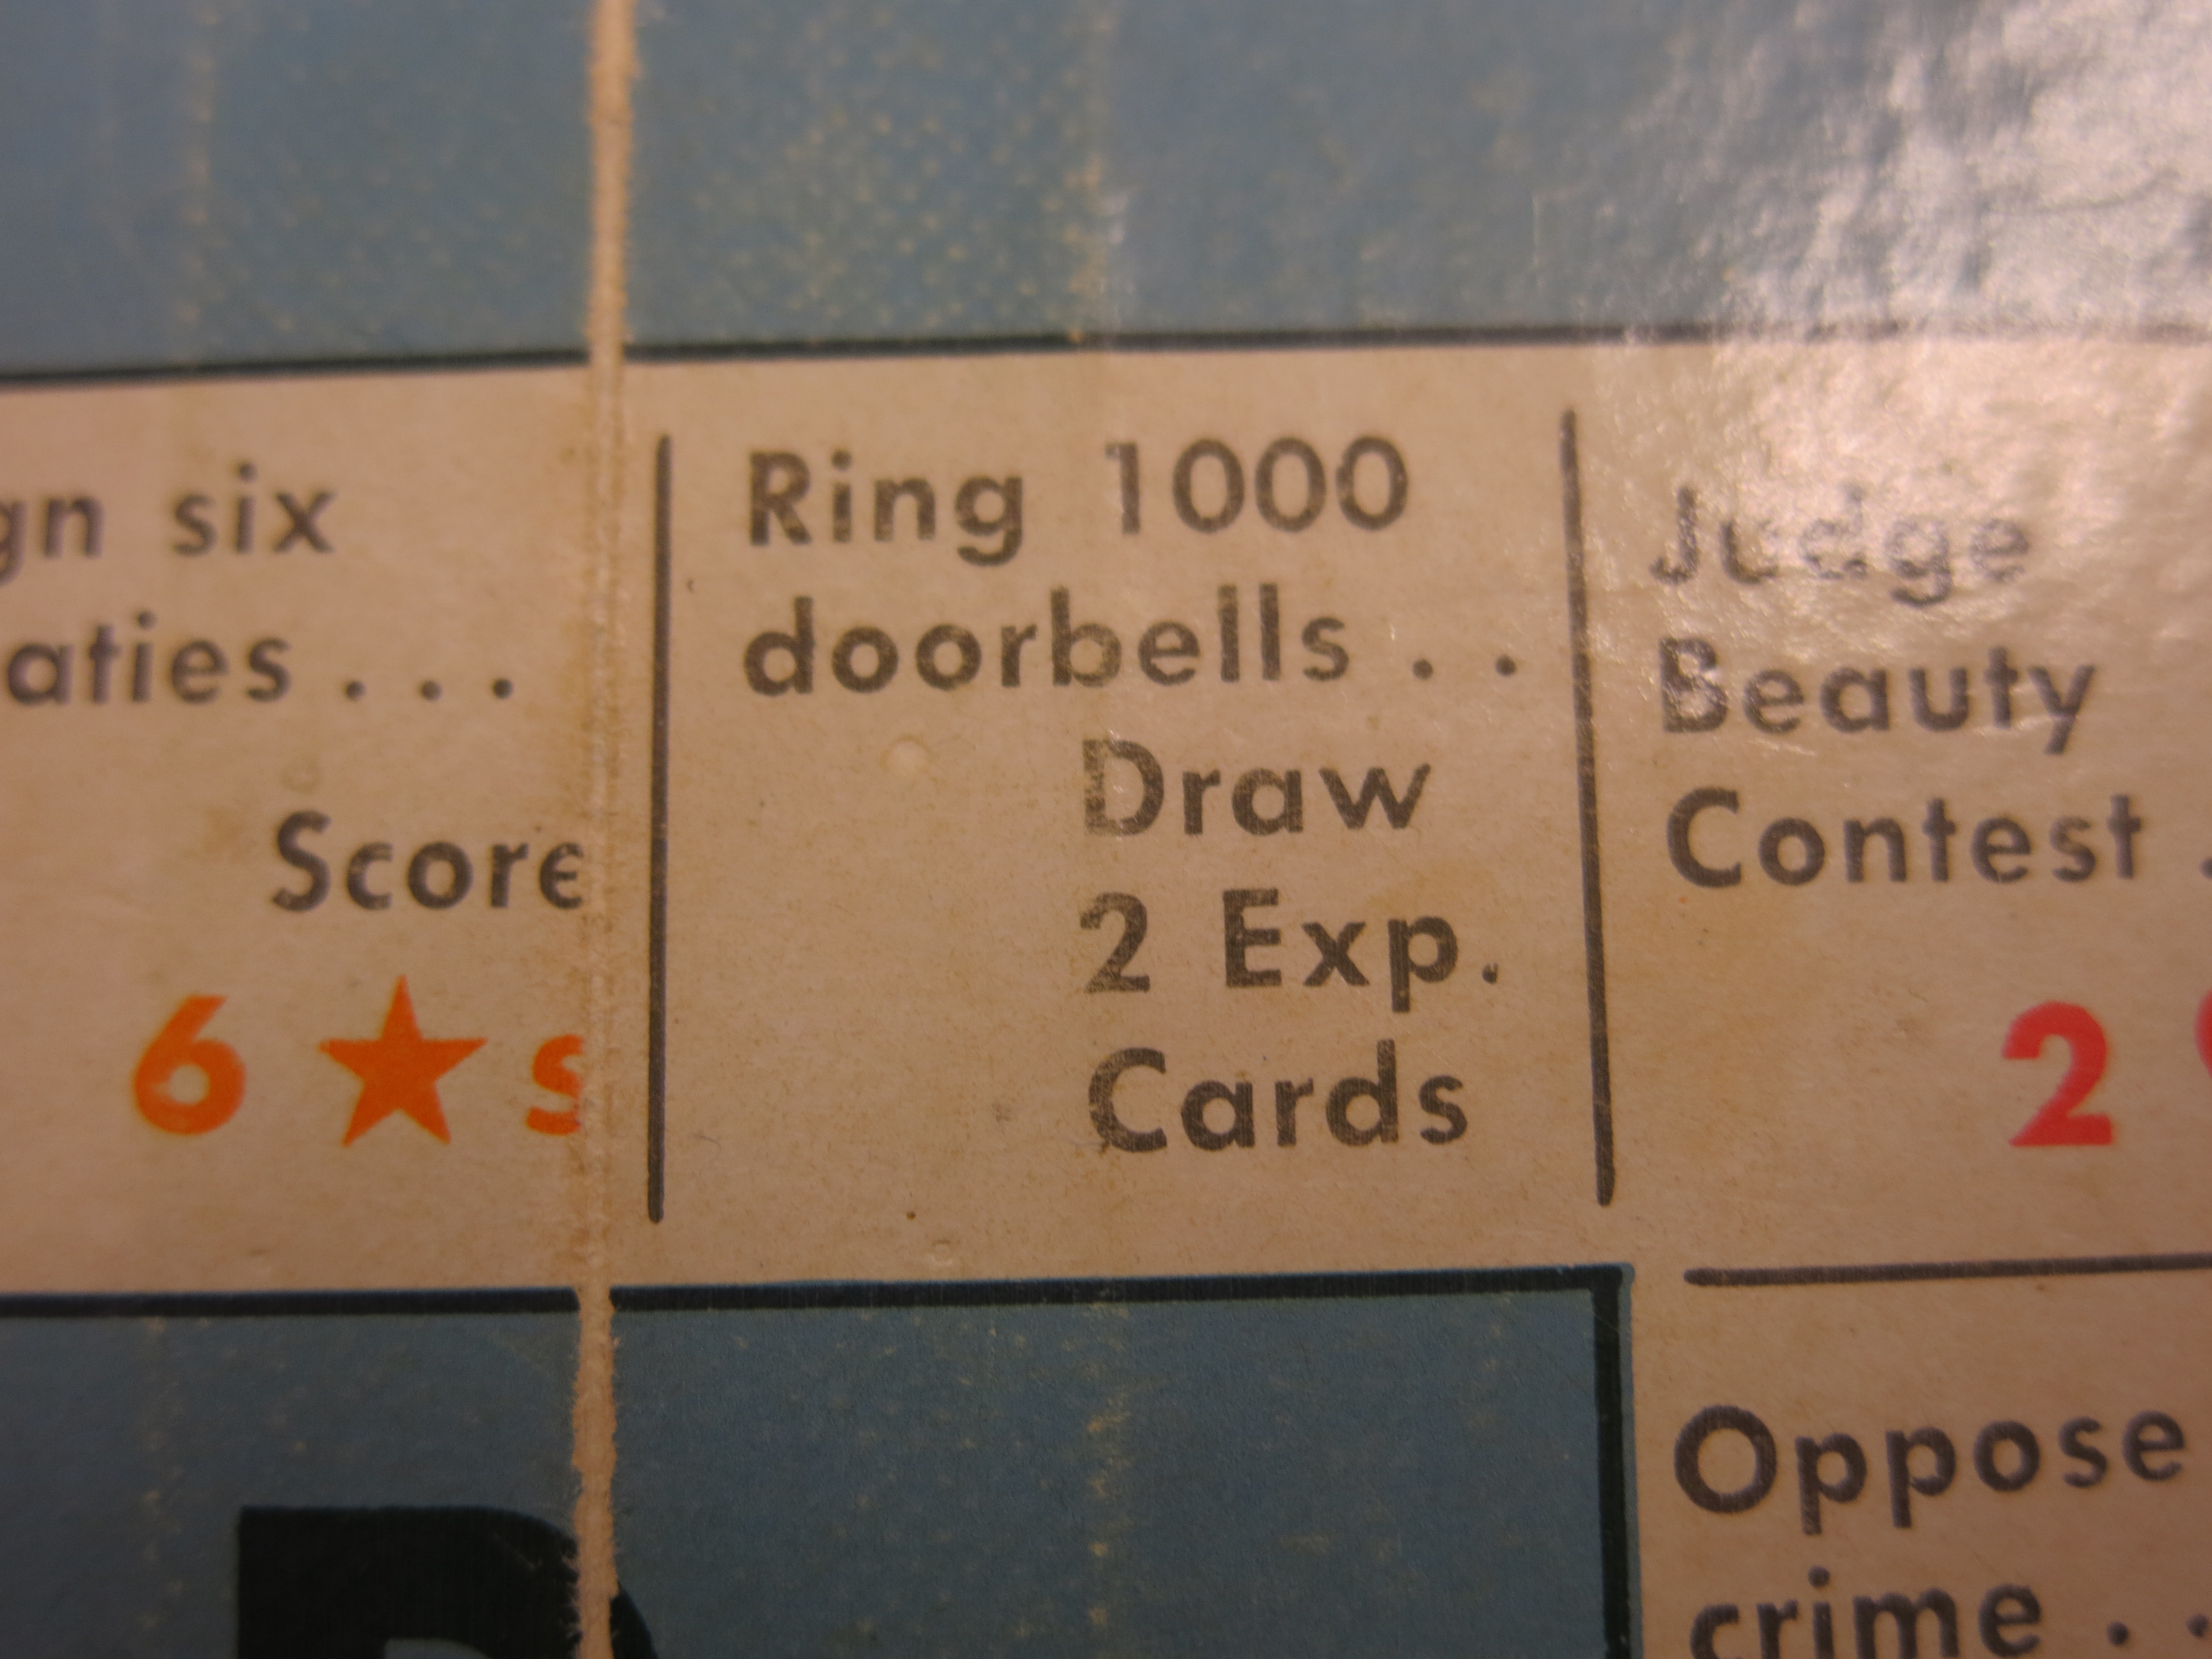 gn six
aties . . .
Score
6 ★ s
Ring 1000
doorbells . .
Draw
2 Exp.
Cards
Judge
Beauty
Contest .
2
Oppose
crime . .